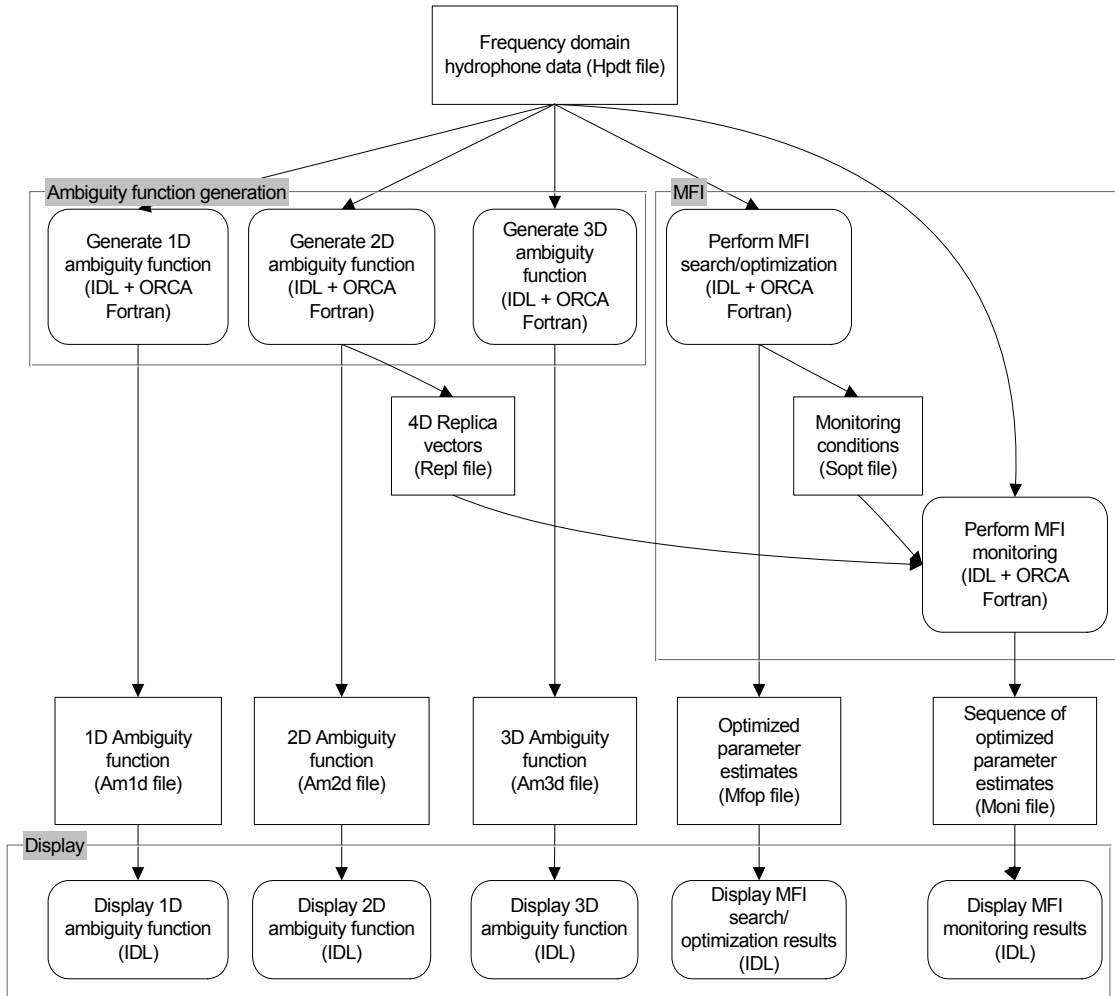 Frequency domain
hydrophone data (Hpdt file)
Ambiguity function generation
MFI
Generate 1D
ambiguity function
(IDL + ORCA
Fortran)
Generate 2D
ambiguity function
(IDL + ORCA
Fortran)
Generate 3D
ambiguity
function
(IDL + ORCA
Fortran)
Perform MFI
search/optimization
(IDL + ORCA
Fortran)
4D Replica
vectors
(Repl file)
Monitoring
conditions
(Sopt file)
Perform MFI
monitoring
(IDL + ORCA
Fortran)
1D Ambiguity
function
(Am1d file)
2D Ambiguity
function
(Am2d file)
3D Ambiguity
function
(Am3d file)
Optimized
parameter
estimates
(Mfop file)
Sequence of
optimized
parameter
estimates
(Moni file)
Display
Display 1D
ambiguity function
(IDL)
Display 2D
ambiguity function
(IDL)
Display 3D
ambiguity function
(IDL)
Display MFI
search/
optimization results
(IDL)
Display MFI
monitoring results
(IDL)